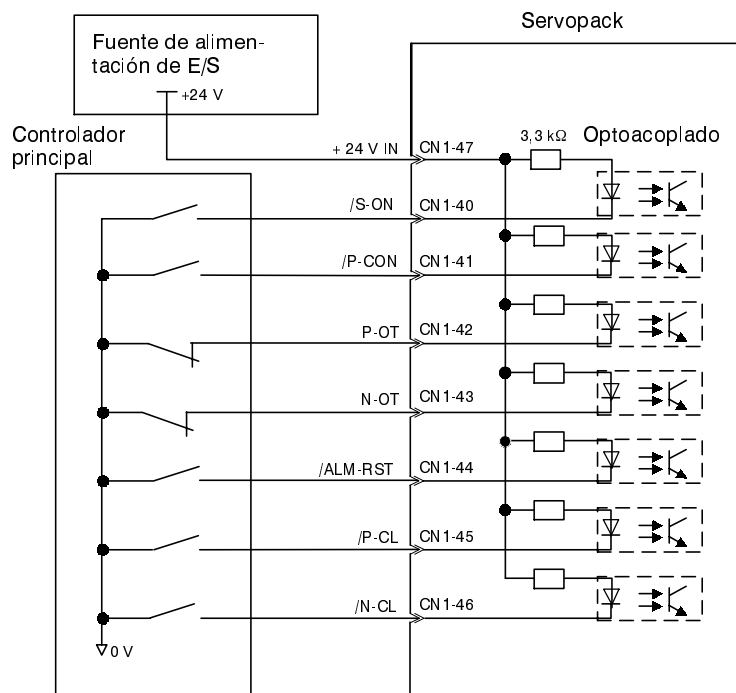 Servopack
Fuente de alimen-
tación de E/S
+24 V
Controlador
principal
+ 24 V IN
CN1-47
3,3 kΩ
Optoacoplado
/S-ON
CN1-40
/P-CON
CN1-41
P-OT
CN1-42
N-OT
CN1-43
/ALM-RST
CN1-44
/P-CL
CN1-45
/N-CL
CN1-46
0 V